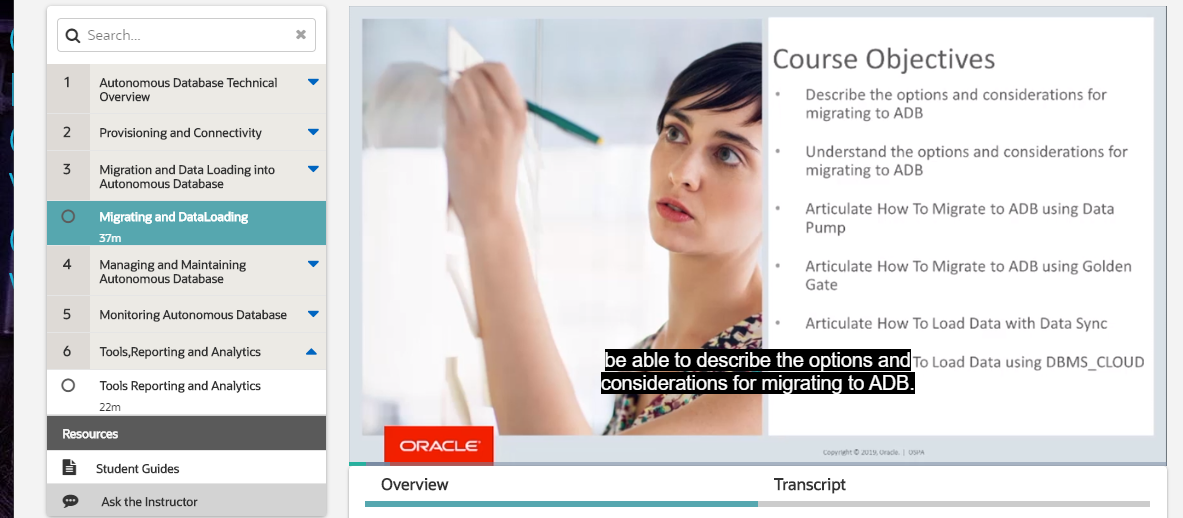 Search...
1
Autonomous Database Technical
Overview
2
Provisioning and Connectivity
3
Migration and Data Loading into
Autonomous Database
Migrating and DataLoading
37m
4
Managing and Maintaining
Autonomous Database
5
Monitoring Autonomous Database
6
Tools,Reporting and Analytics
Tools Reporting and Analytics
22m
Resources
Student Guides
Ask the Instructor
Course Objectives
• Describe the options and considerations for
migrating to ADB
• Understand the options and considerations for
migrating to ADB
• Articulate How To Migrate to ADB using Data
Pump
• Articulate How To Migrate to ADB using Golden
Gate
• Articulate How To Load Data with Data Sync
To Load Data using DBMS_CLOUD
be able to describe the options and
considerations for migrating to ADB.
ORACLE
Copyright © 2019, Oracle. | OSPA
Overview
Transcript